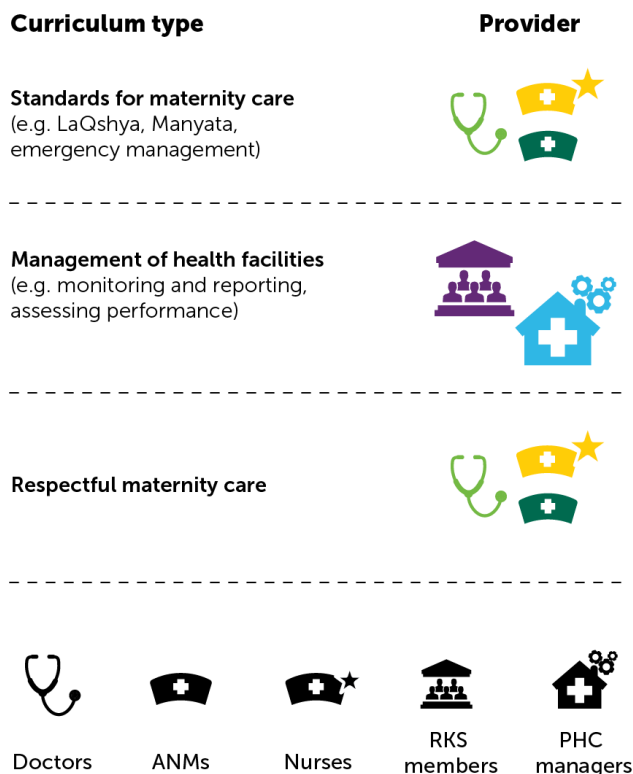 Curriculum type
Provider
Standards for maternity care
(e.g. LaQshya, Manyata,
emergency management)
Management of health facilities
(e.g. monitoring and reporting,
assessing performance)
Respectful maternity care
Doctors
ANMs
Nurses
RKS
members
PHC
managers